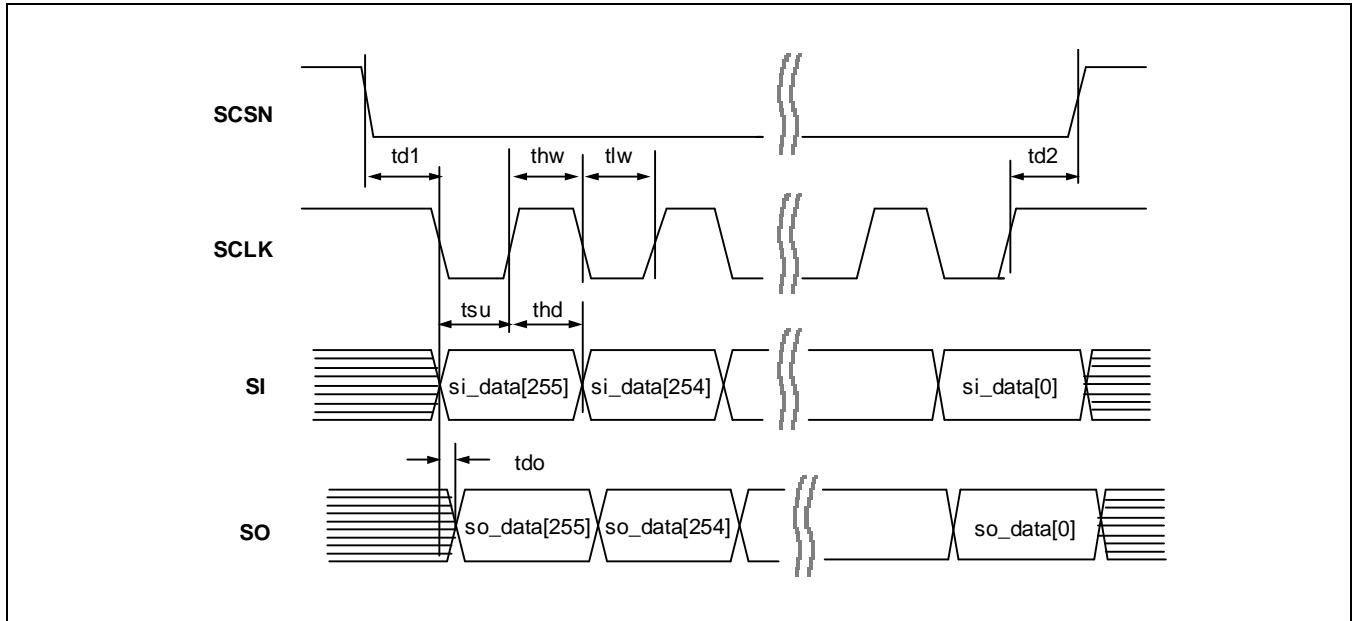 SCSN
td1
thw
tlw
td2
SCLK
tsu
thd
SI
si_data[255]
si_data[254]
si_data[0]
tdo
SO
so_data[255]
so_data[254]
so_data[0]